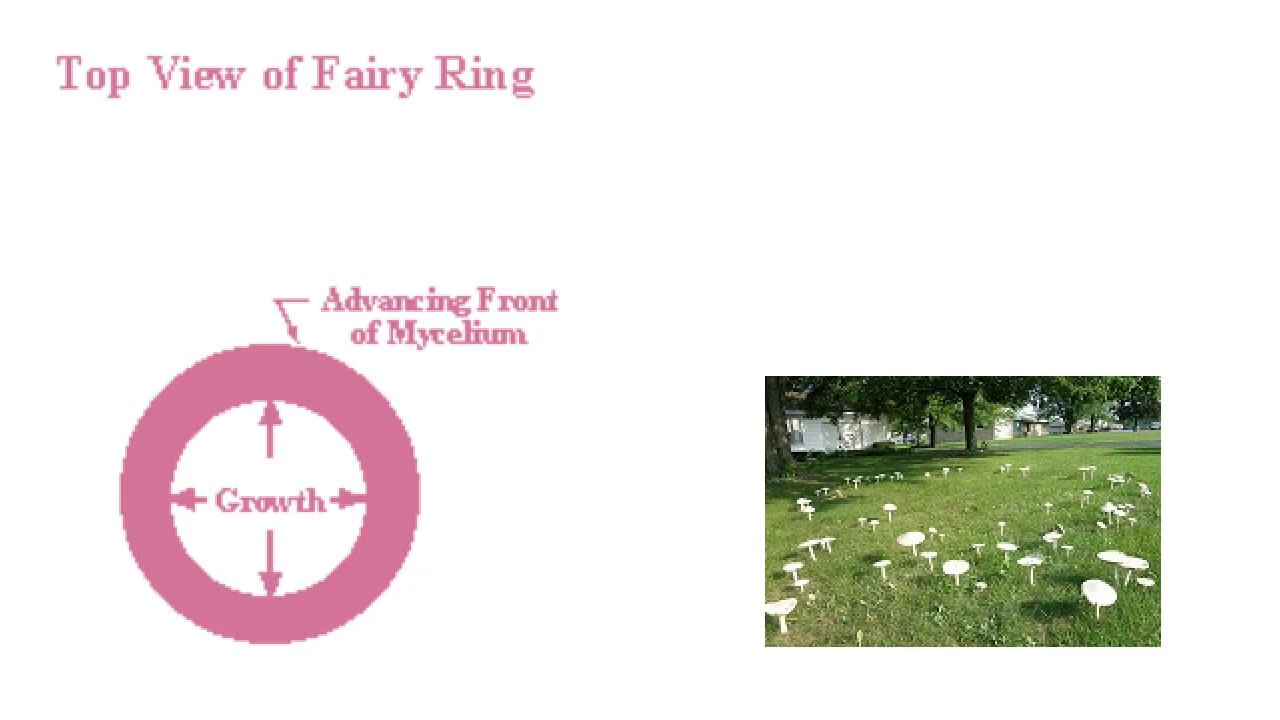 Top View of Fairy Ring
Advancing Front
of Mycelium
Growth